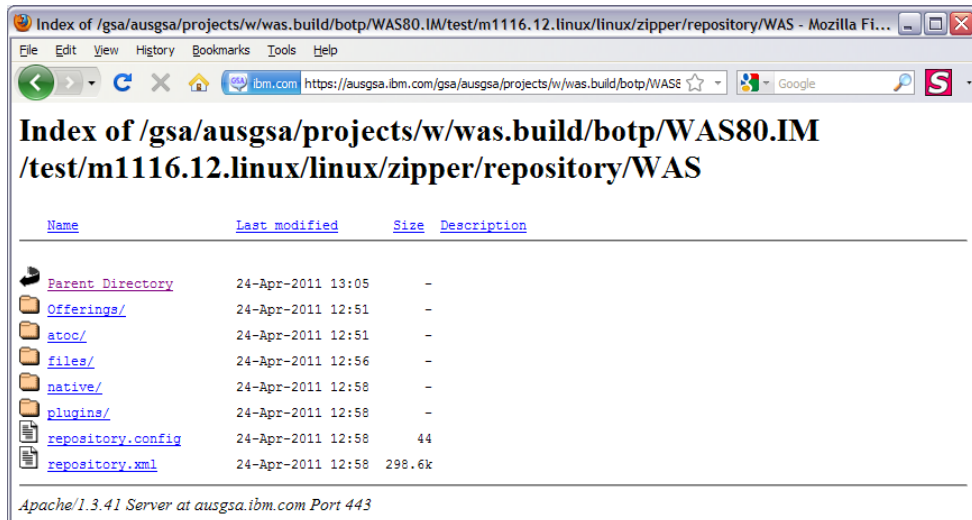 Index of /gsa/ausgsa/projects/w/was.build/botp/WAS80.IM/test/m1116.12.linux/linux/zipper/repository/WAS - Mozilla Fi...
File Edit View History Bookmarks Tools Help
GSA ibm.com https://ausgsa.ibm.com/gsa/ausgsa/projects/w/was.build/botp/WAS8 Google S
Index of /gsa/ausgsa/projects/w/was.build/botp/WAS80.IM
/test/m1116.12.linux/linux/zipper/repository/WAS
Name Last modified Size Description
Parent Directory 24-Apr-2011 13:05 -
Offerings/ 24-Apr-2011 12:51 -
atoc/ 24-Apr-2011 12:51 -
files/ 24-Apr-2011 12:56 -
native/ 24-Apr-2011 12:58 -
plugins/ 24-Apr-2011 12:58 -
repository.config 24-Apr-2011 12:58 44
repository.xml 24-Apr-2011 12:58 298.6k
Apache/1.3.41 Server at ausgsa.ibm.com Port 443